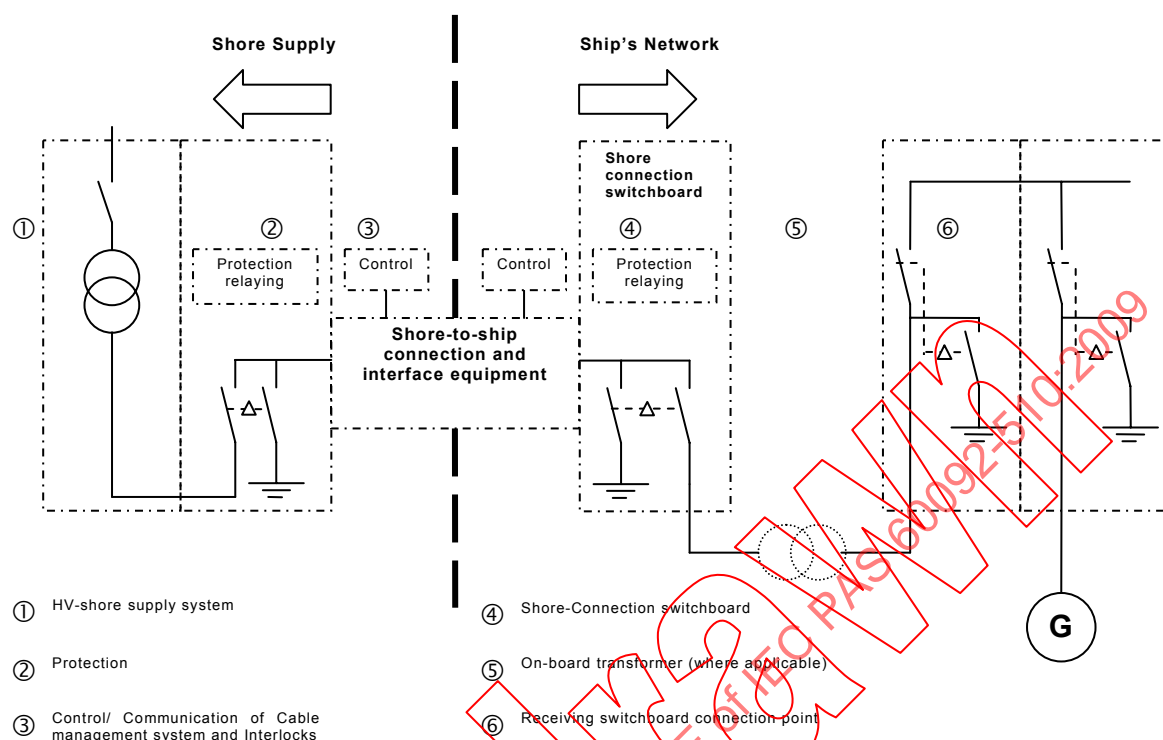 Shore Supply
Ship's Network
Shore
connection
switchboard
①
②
③
④
⑤
⑥
Protection
relaying
Control
Control
Protection
relaying
Shore-to-ship
connection and
interface equipment
G
① HV-shore supply system
② Protection
③ Control/ Communication of Cable
management system and Interlocks
④ Shore-Connection switchboard
⑤ On-board transformer (where applicable)
⑥ Receiving switchboard connection point
of IEC PAS 60092-510:2009